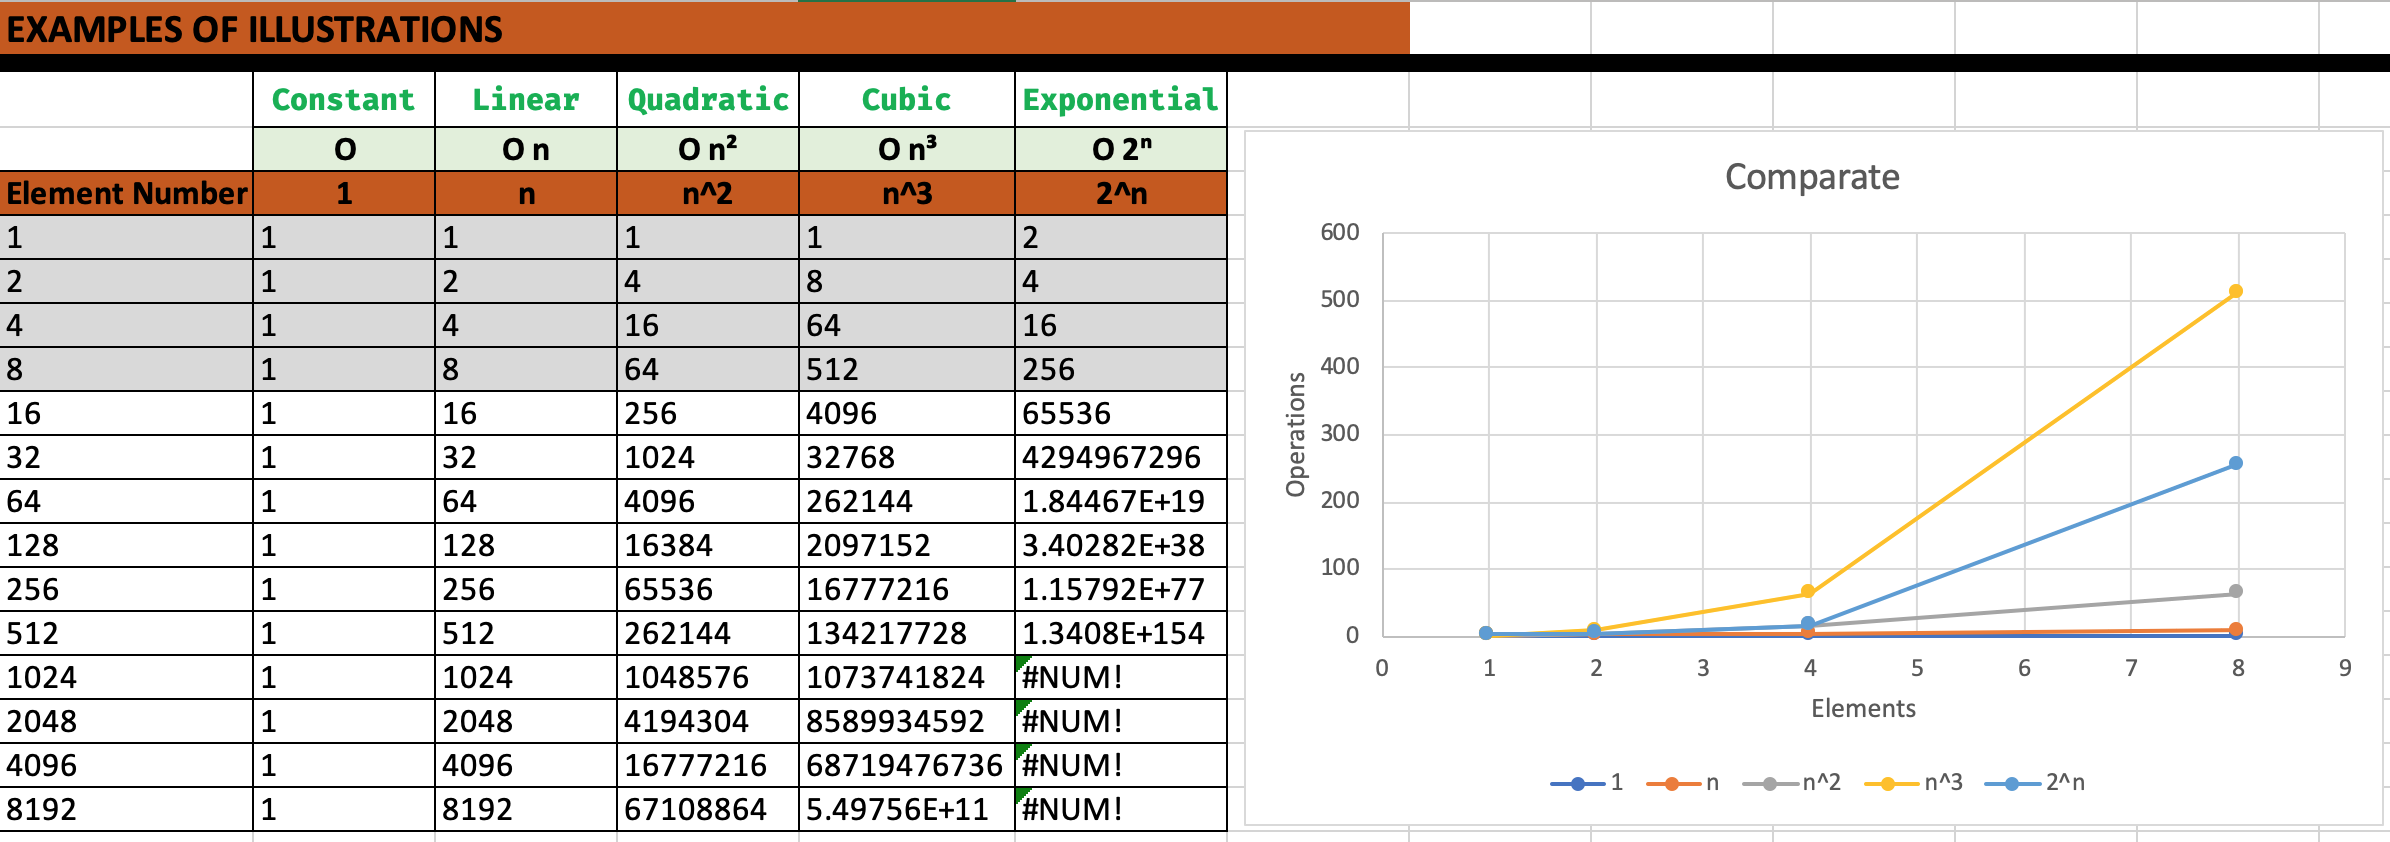 EXAMPLES OF ILLUSTRATIONS
Constant Linear Quadratic Cubic Exponential
O O n O n² O n³ O 2ⁿ
Element Number 1 n n^2 n^3 2^n
1 1 1 1 1 2
2 1 2 4 8 4
4 1 4 16 64 16
8 1 8 64 512 256
16 1 16 256 4096 65536
32 1 32 1024 32768 4294967296
64 1 64 4096 262144 1.84467E+19
128 1 128 16384 2097152 3.40282E+38
256 1 256 65536 16777216 1.15792E+77
512 1 512 262144 134217728 1.3408E+154
1024 1 1024 1048576 1073741824 #NUM!
2048 1 2048 4194304 8589934592 #NUM!
4096 1 4096 16777216 68719476736 #NUM!
8192 1 8192 67108864 5.49756E+11 #NUM!
Comparate
600
500
400
300
200
100
0
Operations
0 1 2 3 4 5 6 7 8 9
Elements
1 n n^2 n^3 2^n